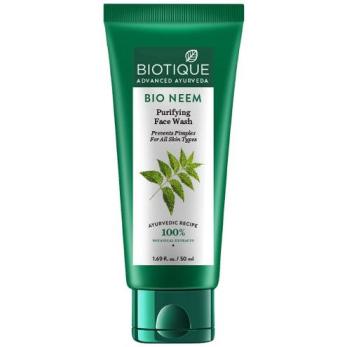 BIOTIQUE
ADVANCED AYURVEDA
BIO NEEM
Purifying
Face Wash
Prevents Pimples
For All Skin Types
AYURVEDIC RECIPE
100%
BOTANICAL EXTRACTS
1.69 fl. oz./50 ml